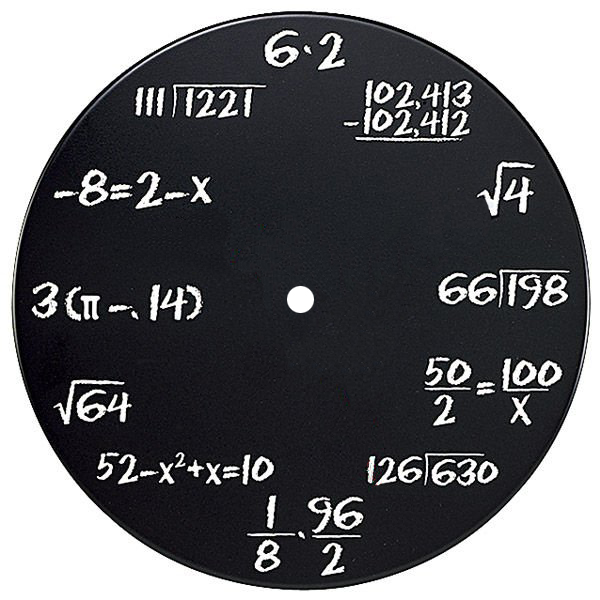 6·2
102,413
-102,412
√4
66⟌198
50/2 = 100/x
126⟌630
1/8 · 96/2
52-x²+x=10
√64
3(π-.14)
-8=2-x
111⟌1221